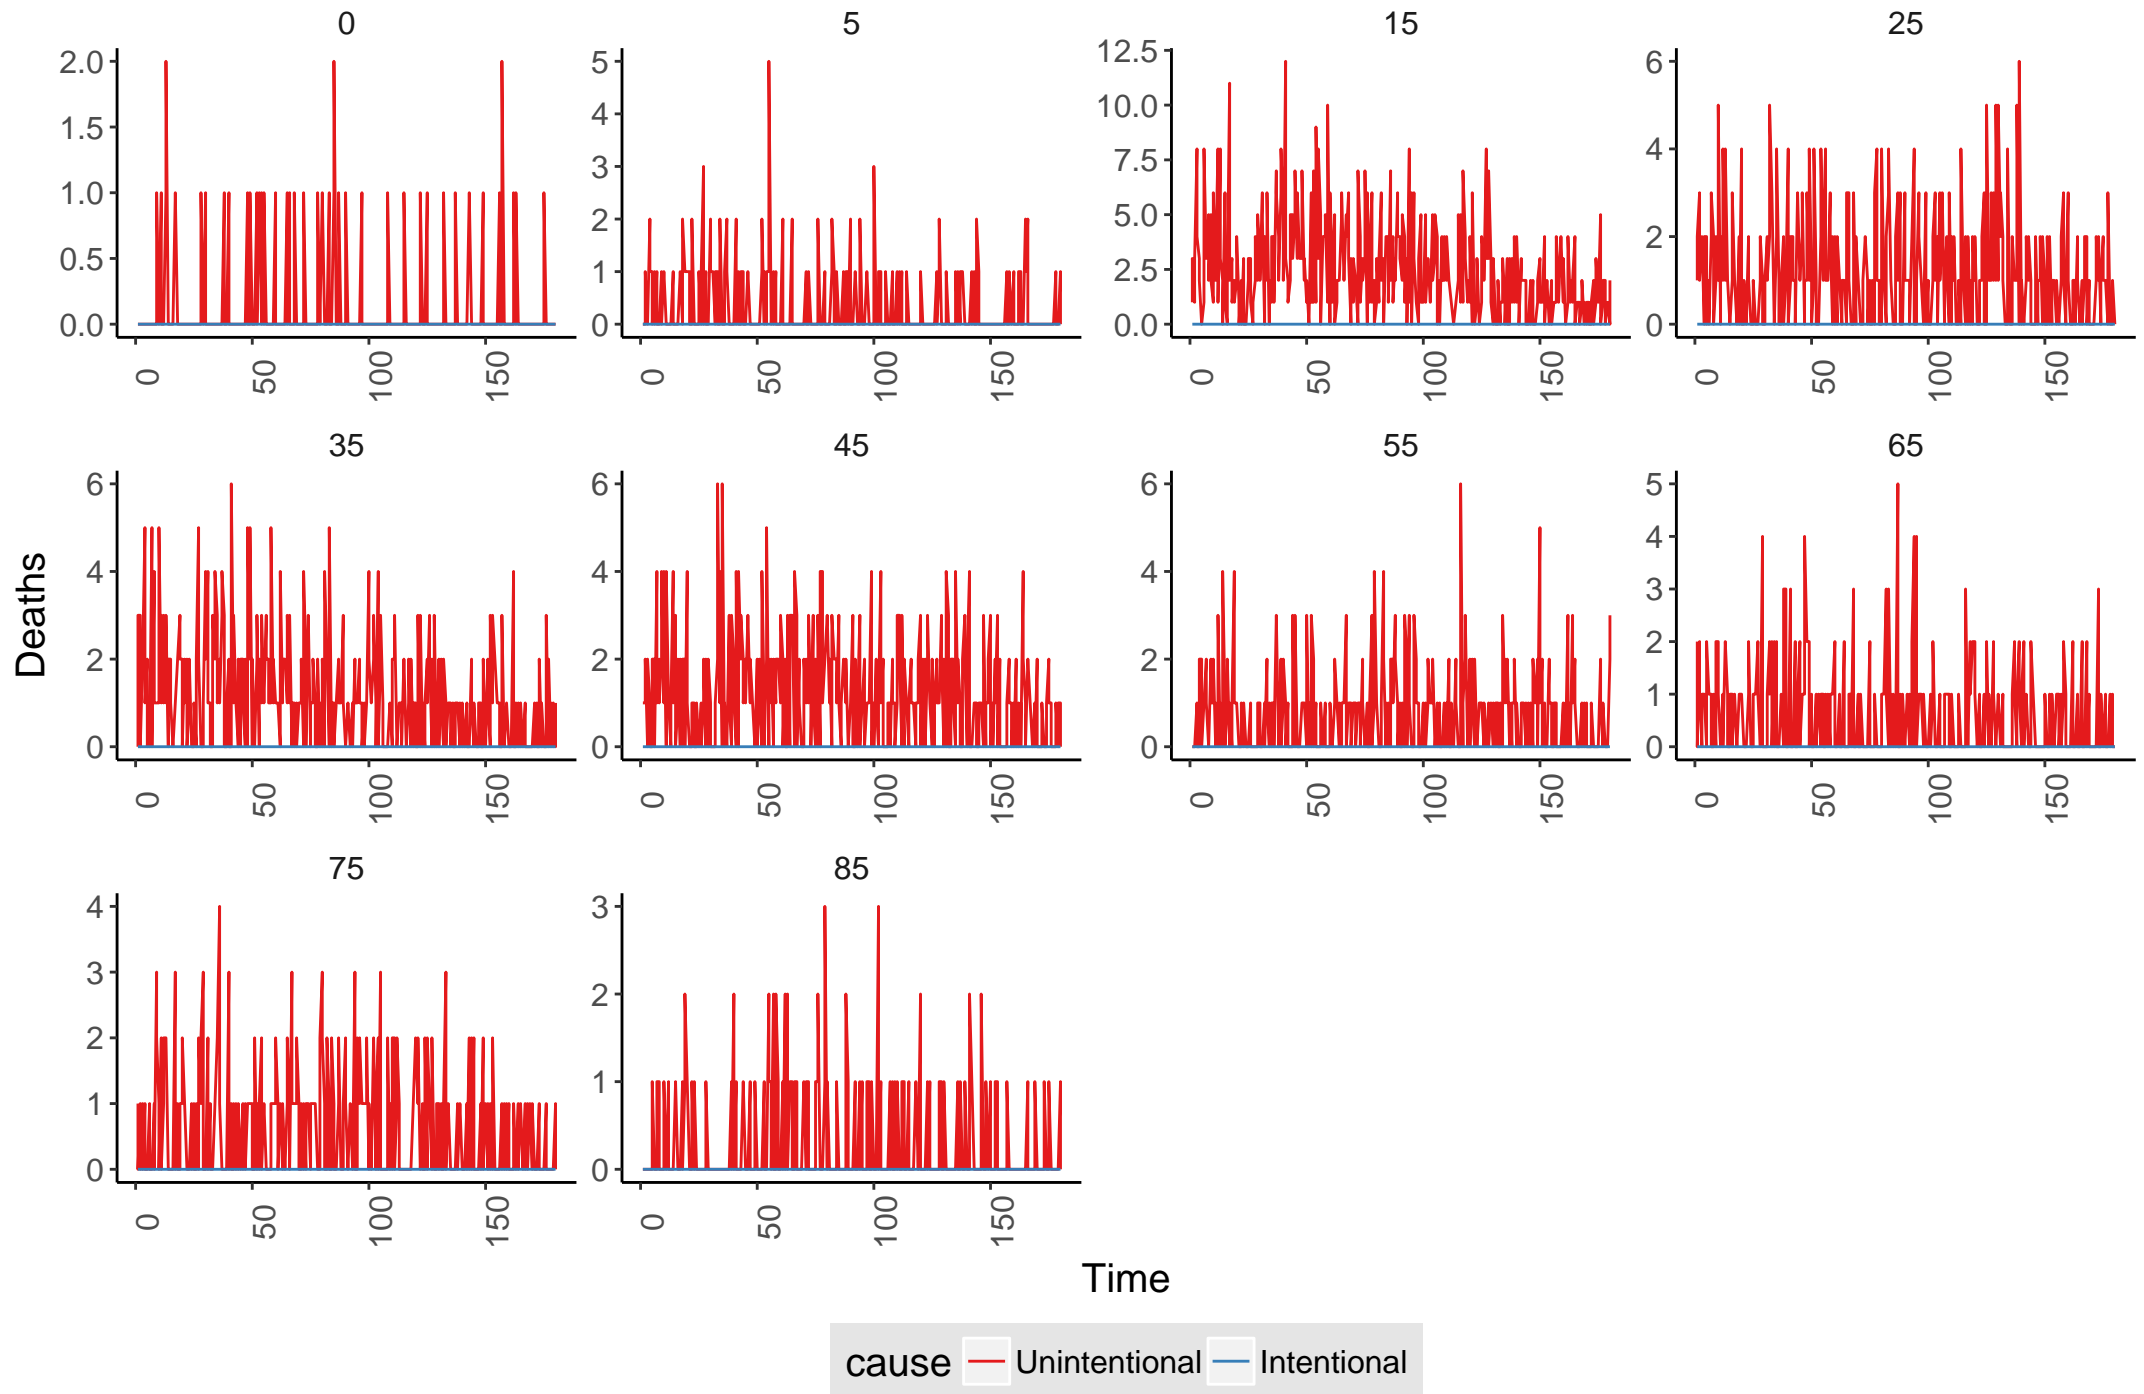 0 5 15 25
2.0 1.5 1.0 0.5 0.0
5 4 3 2 1 0
12.5 10.0 7.5 5.0 2.5 0.0
6 4 2 0
0 50 100 150 0 50 100 150 0 50 100 150 0 50 100 150
35 45 55 65
6 4 2 0
6 4 2 0
6 4 2 0
5 4 3 2 1 0
0 50 100 150 0 50 100 150 0 50 100 150 0 50 100 150
Deaths
75 85
4 3 2 1 0
3 2 1 0
0 50 100 150 0 50 100 150
Time
cause Unintentional Intentional